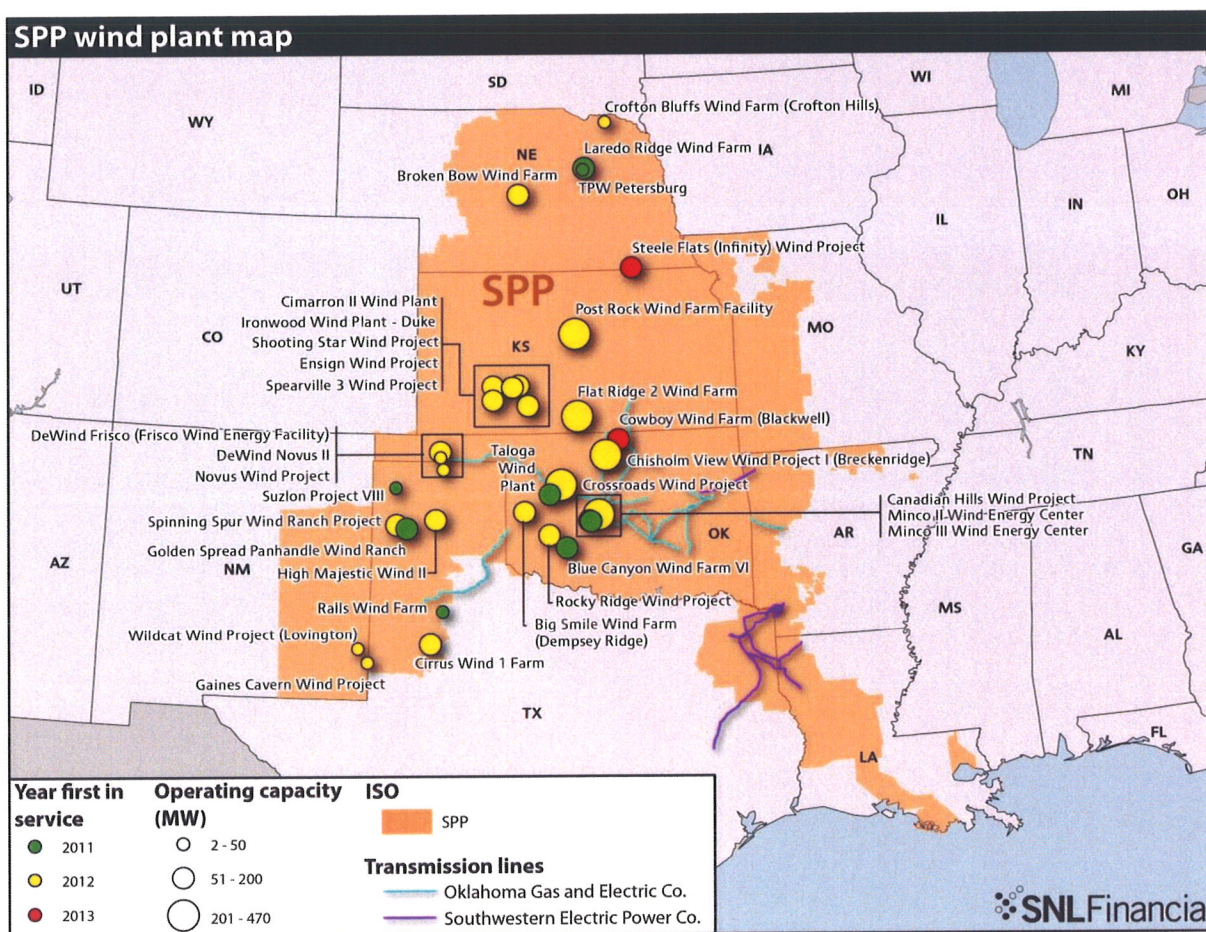 SPP wind plant map
ID
SD
WI
MI
WY
Crofton Bluffs Wind Farm (Crofton Hills)
NE
Laredo Ridge Wind Farm
IA
Broken Bow Wind Farm
TPW Petersburg
IL
IN
OH
Steele Flats (Infinity) Wind Project
UT
SPP
Cimarron II Wind Plant
Ironwood Wind Plant - Duke
Shooting Star Wind Project
Ensign Wind Project
Spearville 3 Wind Project
Post Rock Wind Farm Facility
CO
KS
MO
KY
Flat Ridge 2 Wind Farm
Cowboy Wind Farm (Blackwell)
DeWind Frisco (Frisco Wind Energy Facility)
DeWind Novus II
Novus Wind Project
Taloga
Wind
Plant
Chisholm View Wind Project I (Breckenridge)
TN
Suzlon Project VIII
Crossroads Wind Project
Canadian Hills Wind Project
Minco II Wind Energy Center
Minco III Wind Energy Center
Spinning Spur Wind Ranch Project
OK
AR
Golden Spread Panhandle Wind Ranch
AZ
NM
High Majestic Wind II
Blue Canyon Wind Farm VI
GA
Ralls Wind Farm
Rocky Ridge Wind Project
Big Smile Wind Farm
(Dempsey Ridge)
MS
AL
Wildcat Wind Project (Lovington)
Cirrus Wind 1 Farm
Gaines Cavern Wind Project
TX
FL
LA
Year first in
service
2011
2012
2013
Operating capacity
(MW)
2 - 50
51 - 200
201 - 470
ISO
SPP
Transmission lines
Oklahoma Gas and Electric Co.
Southwestern Electric Power Co.
SNLFinancia